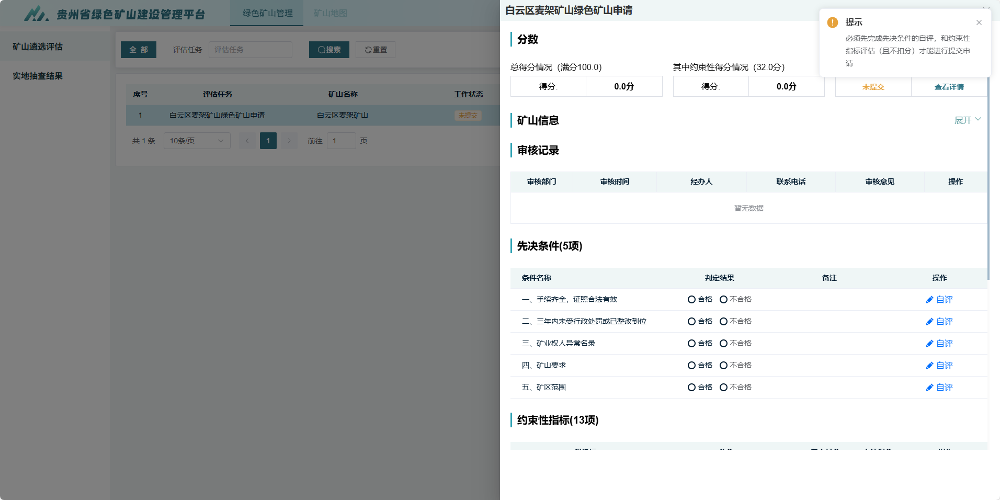 贵州省绿色矿山建设管理平台
绿色矿山管理
矿山地图
矿山遴选评估
实地抽查结果
全 部
评估任务
评估任务
搜索
重置
序号
评估任务
矿山名称
工作状态
1
白云区麦架矿山绿色矿山申请
白云区麦架矿山
未提交
共 1 条
10条/页
1
前往
1
页
白云区麦架矿山绿色矿山申请
提示
必须先完成先决条件的自评，和约束性
指标评估（且不扣分）才能进行提交申
请
分数
总得分情况（满分100.0）
其中约束性得分情况（32.0分）
得分:
0.0分
得分:
0.0分
未提交
查看详情
矿山信息
展开
审核记录
审核部门
审核时间
经办人
联系电话
审核意见
操作
暂无数据
先决条件(5项)
条件名称
判定结果
备注
操作
一、手续齐全，证照合法有效
合格
不合格
自评
二、三年内未受行政处罚或已整改到位
合格
不合格
自评
三、矿业权人异常名录
合格
不合格
自评
四、矿山要求
合格
不合格
自评
五、矿区范围
合格
不合格
自评
约束性指标(13项)